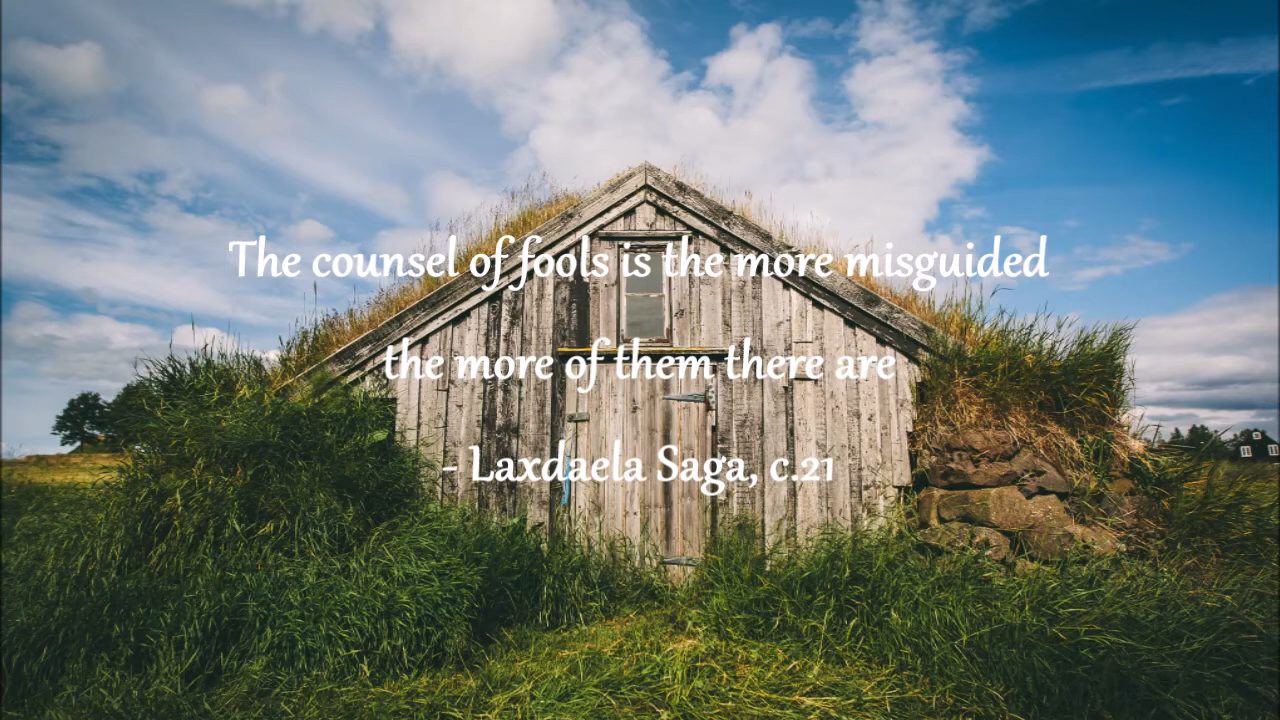 The counsel of fools is the more misguided
the more of them there are
- Laxdaela Saga, c.21